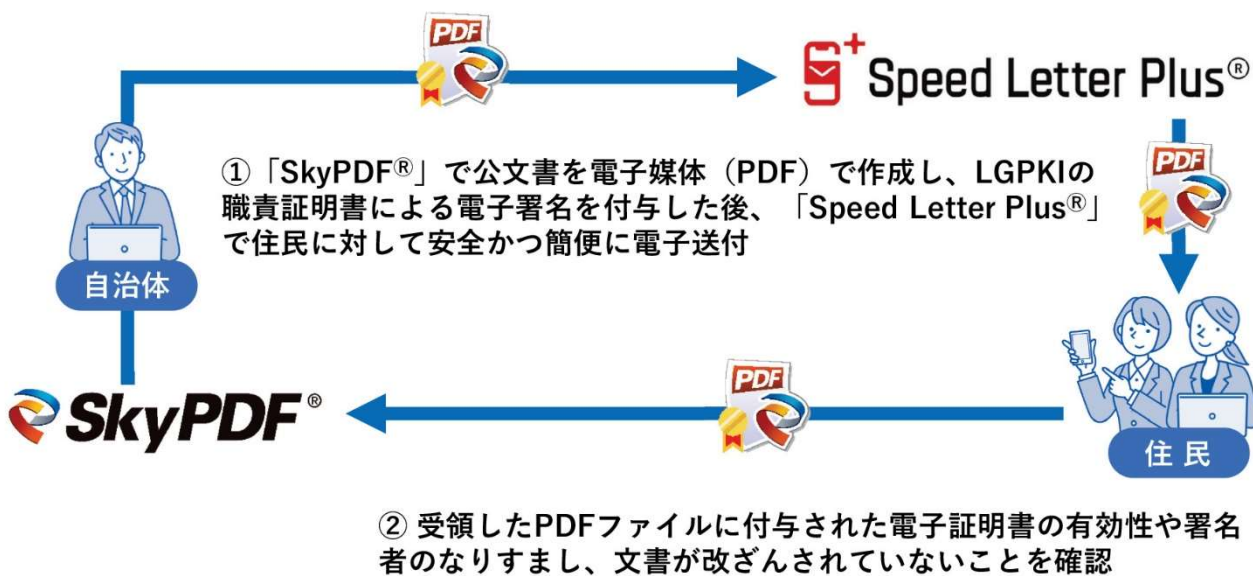 PDF
Speed Letter Plus®
PDF
①「SkyPDF®」で公文書を電子媒体（PDF）で作成し、LGPKIの
職責証明書による電子署名を付与した後、「Speed Letter Plus®」
で住民に対して安全かつ簡便に電子送付
自治体
PDF
SkyPDF®
住民
② 受領したPDFファイルに付与された電子証明書の有効性や署名
者のなりすまし、文書が改ざんされていないことを確認